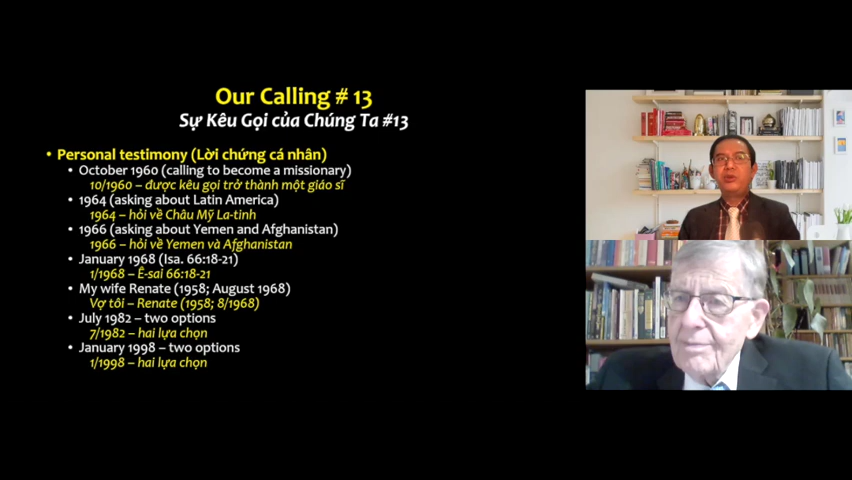 Our Calling # 13
Sự Kêu Gọi của Chúng Ta #13
• Personal testimony (Lời chứng cá nhân)
• October 1960 (calling to become a missionary)
10/1960 – được kêu gọi trở thành một giáo sĩ
• 1964 (asking about Latin America)
1964 – hỏi về Châu Mỹ La-tinh
• 1966 (asking about Yemen and Afghanistan)
1966 – hỏi về Yemen và Afghanistan
• January 1968 (Isa. 66:18-21)
1/1968 – Ê-sai 66:18-21
• My wife Renate (1958; August 1968)
Vợ tôi – Renate (1958; 8/1968)
• July 1982 – two options
7/1982 – hai lựa chọn
• January 1998 – two options
1/1998 – hai lựa chọn